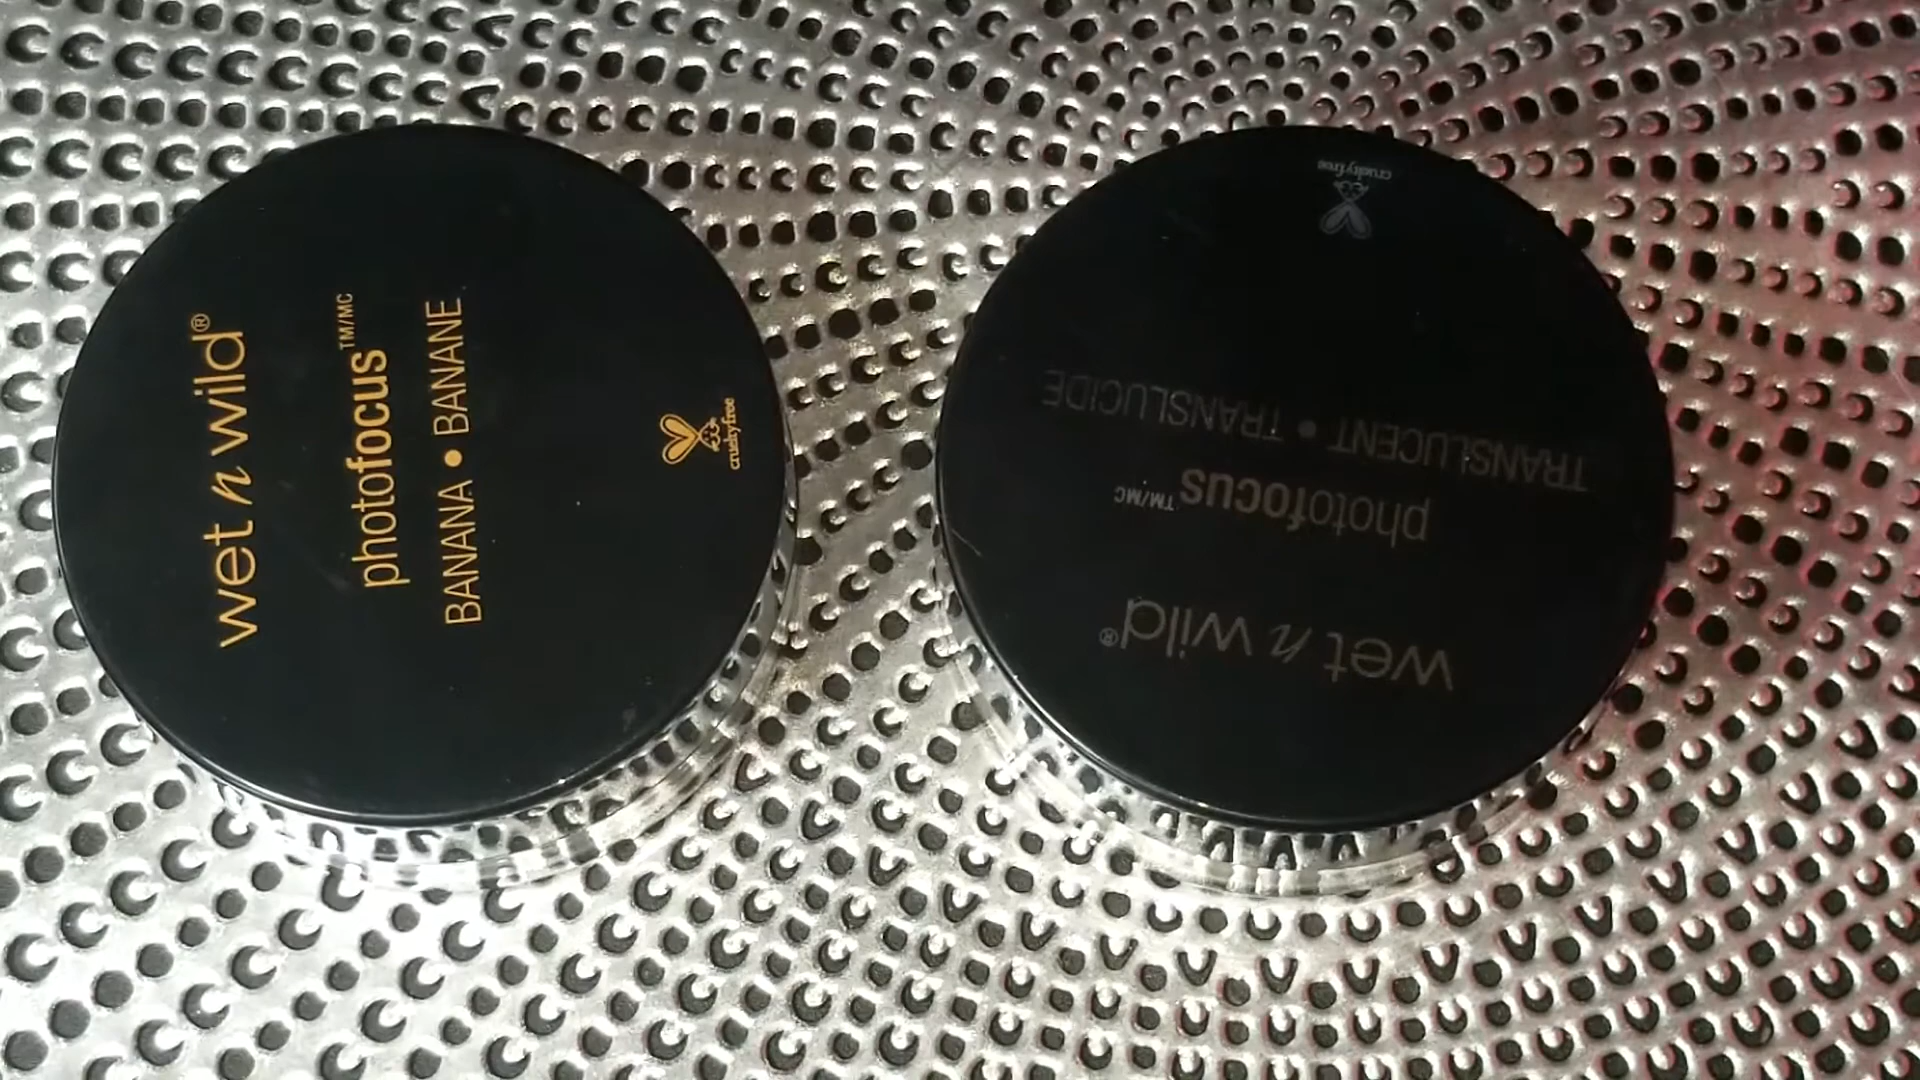 wet n wild®
photofocus™/MC
BANANA • BANANE
crueltyfree
wet n wild®
photofocus™/MC
TRANSLUCENT • TRANSLUCIDE
crueltyfree